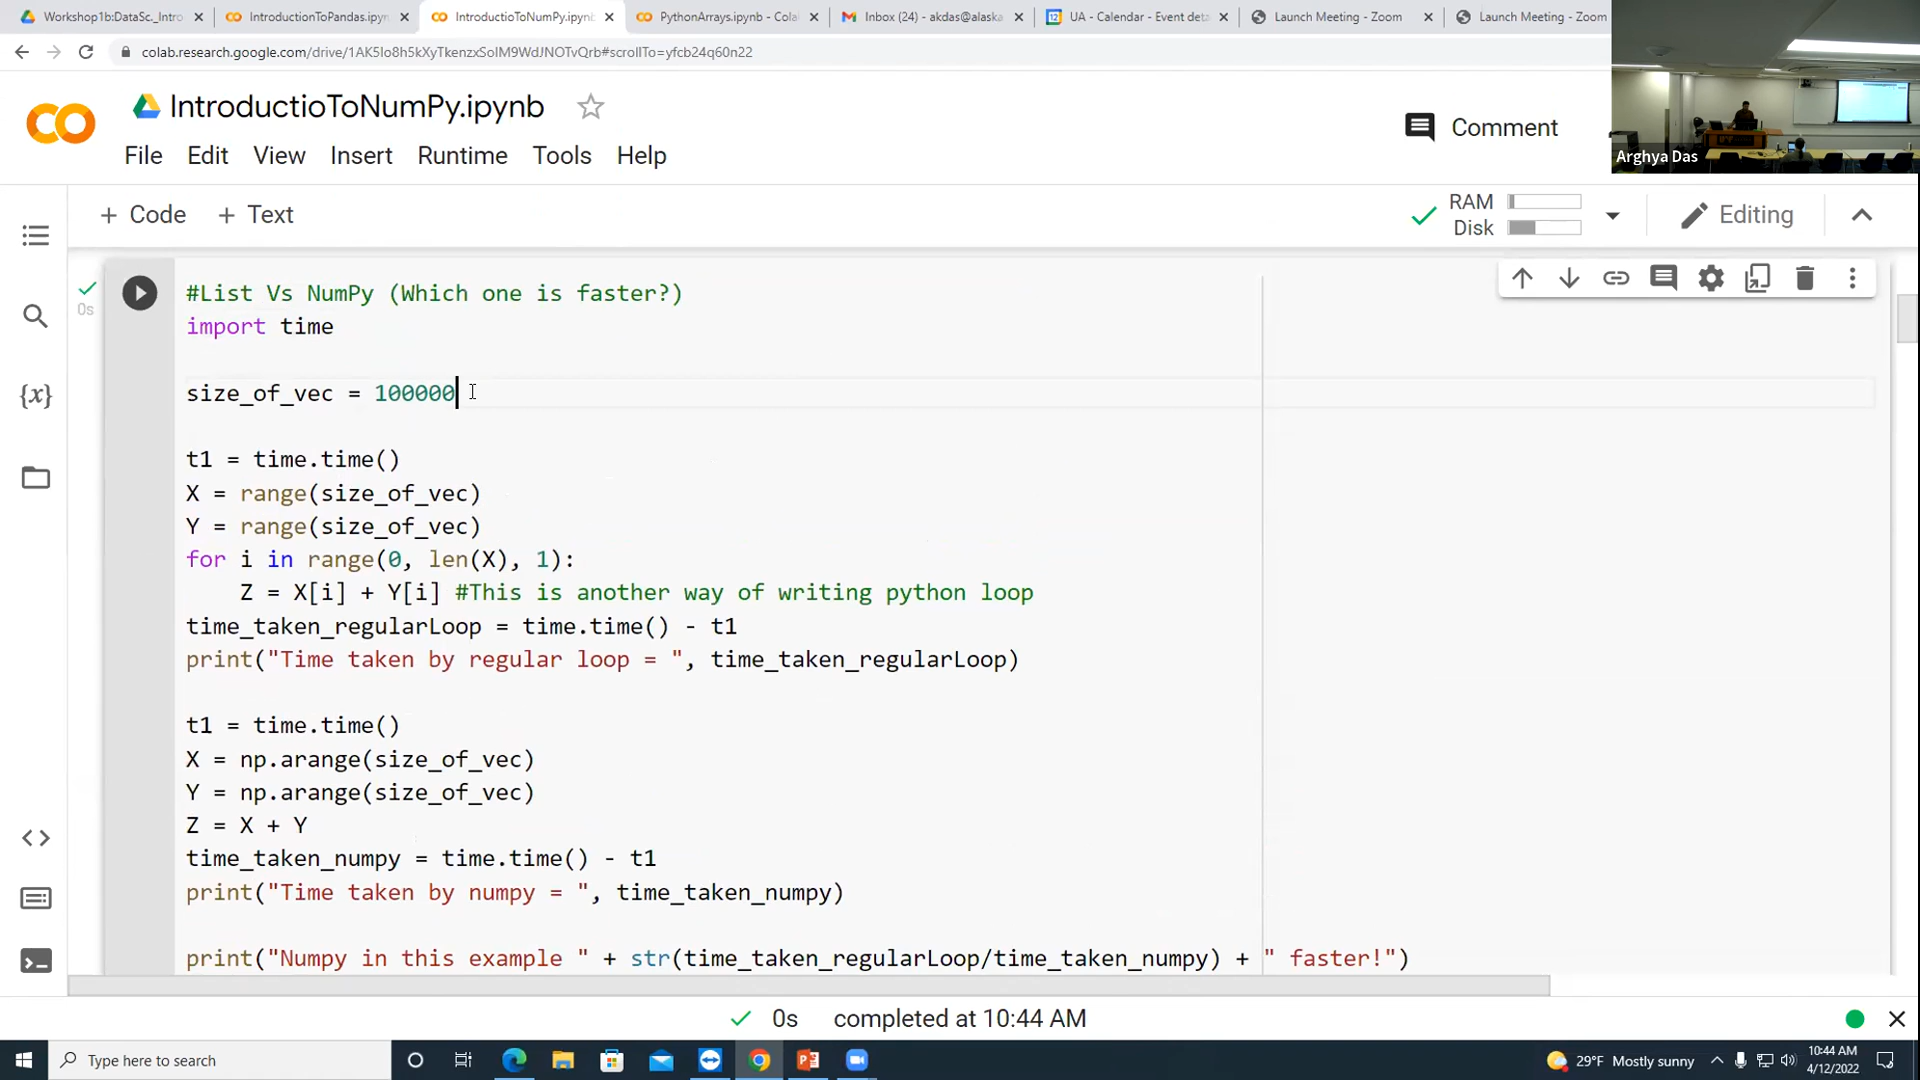 Workshop1b:DataSc._Intro
IntroductionToPandas.ipyn
IntroductioToNumPy.ipynb
PythonArrays.ipynb - Colab
Inbox (24) - akdas@alaska
UA - Calendar - Event deta
Launch Meeting - Zoom
Launch Meeting - Zoom
colab.research.google.com/drive/1AK5Io8h5kXyTkenzxSoIM9WdJNOTvQrb#scrollTo=yfcb24q60n22
IntroductioToNumPy.ipynb
Comment
Arghya Das
File Edit View Insert Runtime Tools Help
+ Code + Text
RAM
Disk
Editing
0s
#List Vs NumPy (Which one is faster?)
import time
size_of_vec = 100000
t1 = time.time()
X = range(size_of_vec)
Y = range(size_of_vec)
for i in range(0, len(X), 1):
Z = X[i] + Y[i] #This is another way of writing python loop
time_taken_regularLoop = time.time() - t1
print("Time taken by regular loop = ", time_taken_regularLoop)
t1 = time.time()
X = np.arange(size_of_vec)
Y = np.arange(size_of_vec)
Z = X + Y
time_taken_numpy = time.time() - t1
print("Time taken by numpy = ", time_taken_numpy)
print("Numpy in this example " + str(time_taken_regularLoop/time_taken_numpy) + " faster!")
0s completed at 10:44 AM
Type here to search
29°F Mostly sunny
10:44 AM
4/12/2022